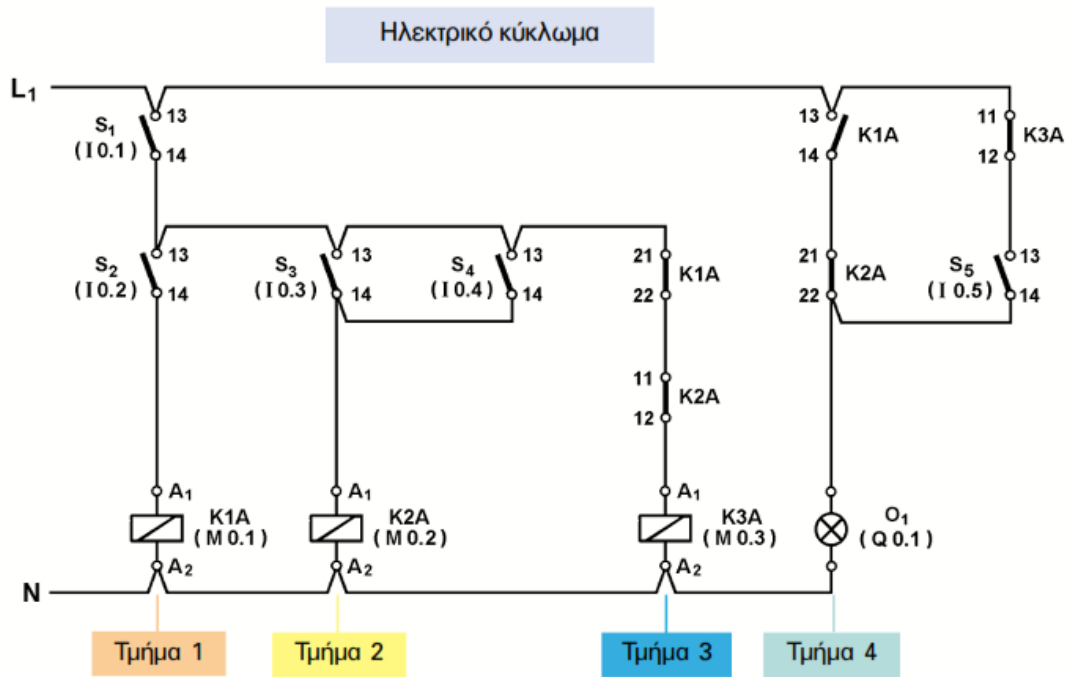 Ηλεκτρικό κύκλωμα
L1
13
S1
(I 0.1)
14
13
14
K1A
11
12
K3A
S2
(I 0.2)
13
14
S3
(I 0.3)
13
14
S4
(I 0.4)
13
14
21
22
K1A
21
22
K2A
S5
(I 0.5)
13
14
11
12
K2A
A1
K1A
(M 0.1)
A2
A1
K2A
(M 0.2)
A2
A1
K3A
(M 0.3)
A2
O1
(Q 0.1)
N
Τμήμα 1
Τμήμα 2
Τμήμα 3
Τμήμα 4